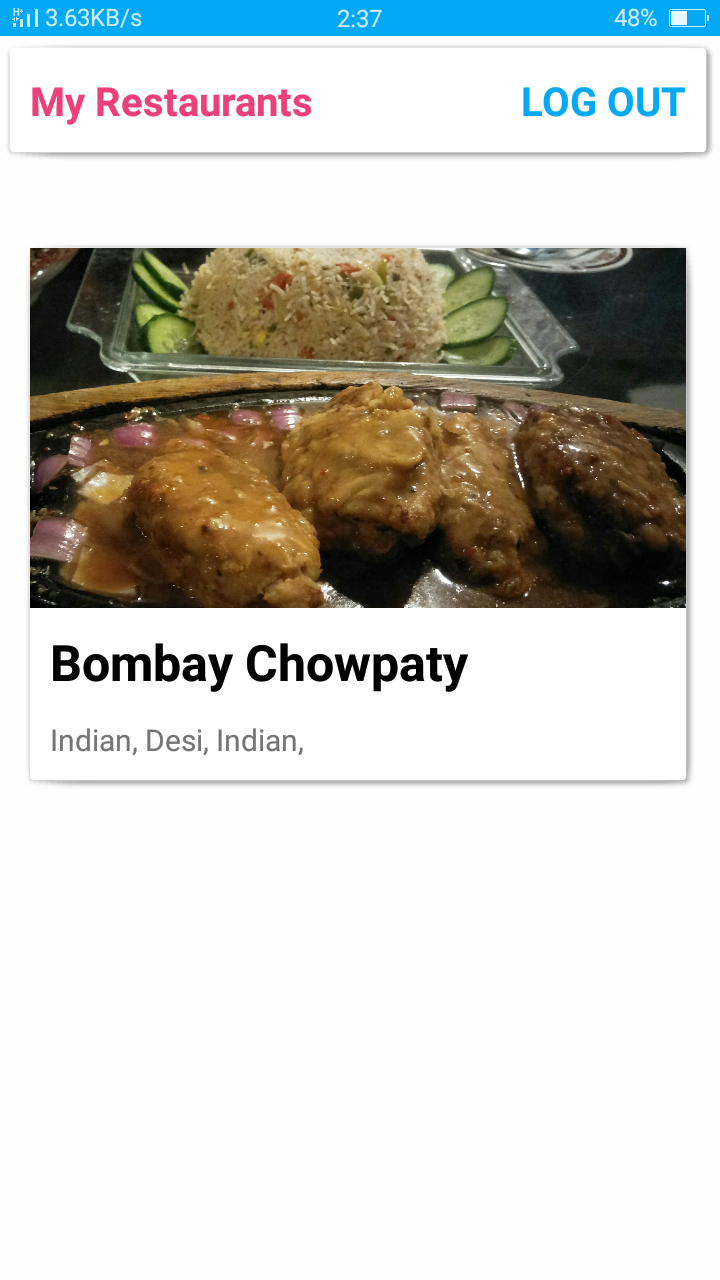 3.63KB/s 2:37 48%
My Restaurants LOG OUT
Bombay Chowpaty
Indian, Desi, Indian,